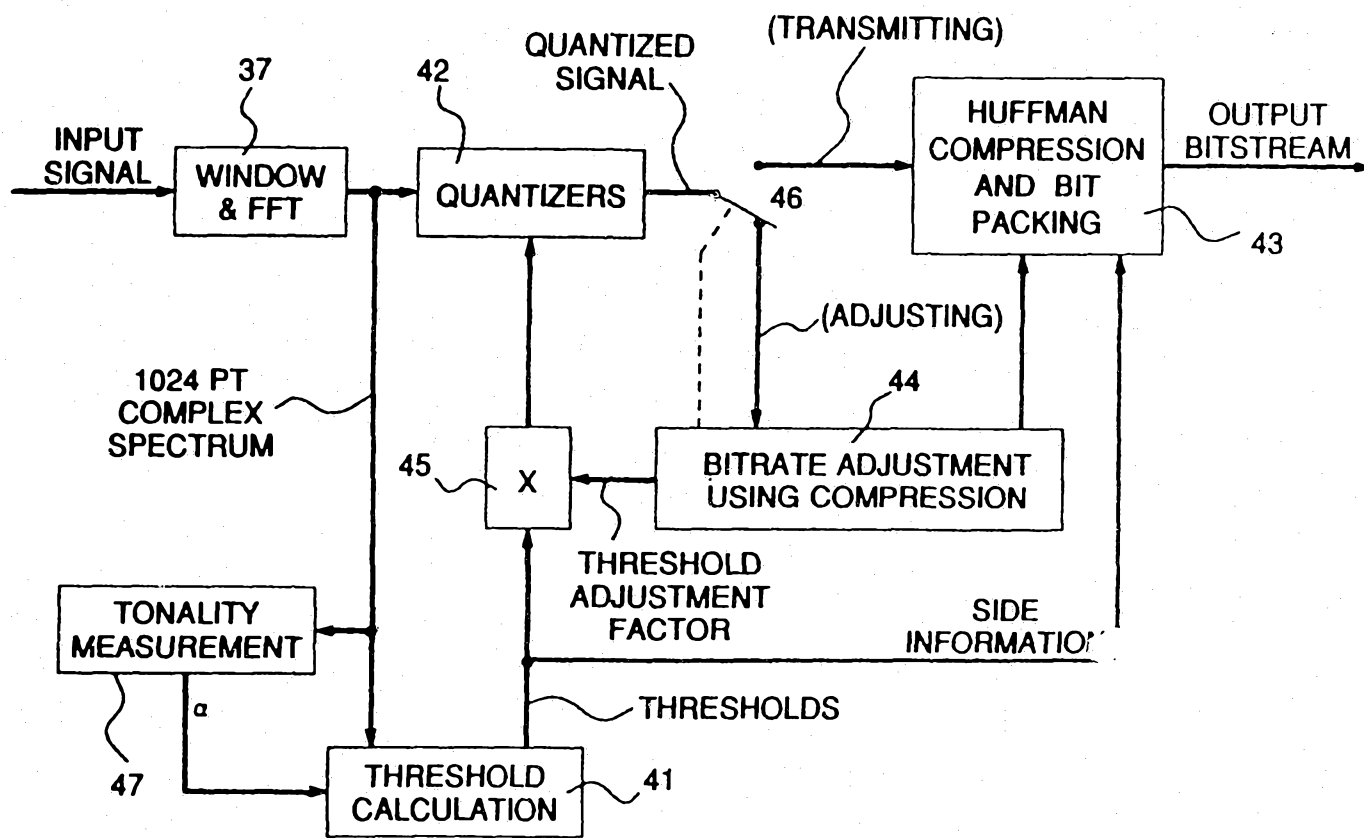 (TRANSMITTING)
QUANTIZED
SIGNAL
37
42
INPUT
SIGNAL
WINDOW
& FFT
QUANTIZERS
46
HUFFMAN
COMPRESSION
AND BIT
PACKING
OUTPUT
BITSTREAM
43
(ADJUSTING)
1024 PT
COMPLEX
SPECTRUM
44
45
X
BITRATE ADJUSTMENT
USING COMPRESSION
THRESHOLD
ADJUSTMENT
FACTOR
SIDE
INFORMATION
TONALITY
MEASUREMENT
α
47
THRESHOLDS
THRESHOLD
CALCULATION
41